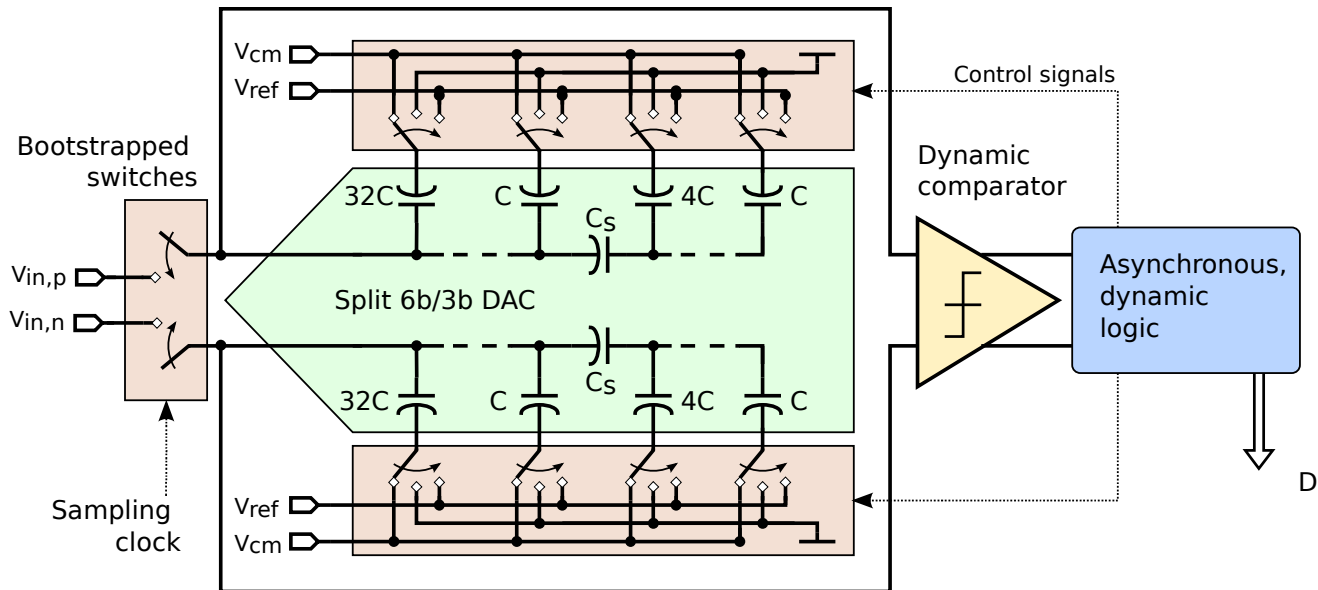 Vcm
Vref
Control signals
Bootstrapped
switches
Dynamic
comparator
32C
C
4C
C
Cs
Vin,p
Vin,n
Split 6b/3b DAC
Asynchronous,
dynamic
logic
Cs
32C
C
4C
C
Sampling
clock
Vref
Vcm
D